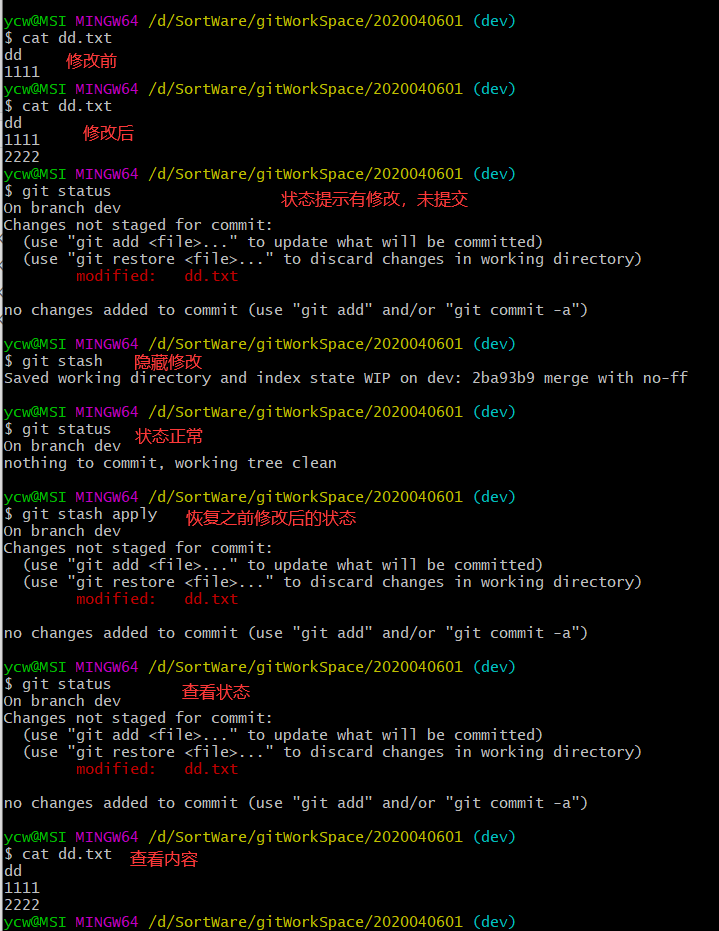 ycw@MSI MINGW64 /d/SortWare/gitWorkSpace/2020040601 (dev)
$ cat dd.txt
dd
修改前
1111
ycw@MSI MINGW64 /d/SortWare/gitWorkSpace/2020040601 (dev)
$ cat dd.txt
dd
修改后
1111
2222
ycw@MSI MINGW64 /d/SortWare/gitWorkSpace/2020040601 (dev)
$ git status
状态提示有修改，未提交
On branch dev
Changes not staged for commit:
  (use "git add <file>..." to update what will be committed)
  (use "git restore <file>..." to discard changes in working directory)
        modified:   dd.txt
no changes added to commit (use "git add" and/or "git commit -a")
ycw@MSI MINGW64 /d/SortWare/gitWorkSpace/2020040601 (dev)
$ git stash 隐藏修改
Saved working directory and index state WIP on dev: 2ba93b9 merge with no-ff
ycw@MSI MINGW64 /d/SortWare/gitWorkSpace/2020040601 (dev)
$ git status
状态正常
On branch dev
nothing to commit, working tree clean
ycw@MSI MINGW64 /d/SortWare/gitWorkSpace/2020040601 (dev)
$ git stash apply 恢复之前修改后的状态
On branch dev
Changes not staged for commit:
  (use "git add <file>..." to update what will be committed)
  (use "git restore <file>..." to discard changes in working directory)
        modified:   dd.txt
no changes added to commit (use "git add" and/or "git commit -a")
ycw@MSI MINGW64 /d/SortWare/gitWorkSpace/2020040601 (dev)
$ git status
查看状态
On branch dev
Changes not staged for commit:
  (use "git add <file>..." to update what will be committed)
  (use "git restore <file>..." to discard changes in working directory)
        modified:   dd.txt
no changes added to commit (use "git add" and/or "git commit -a")
ycw@MSI MINGW64 /d/SortWare/gitWorkSpace/2020040601 (dev)
$ cat dd.txt 查看内容
dd
1111
2222
ycw@MSI MINGW64 /d/SortWare/gitWorkSpace/2020040601 (dev)